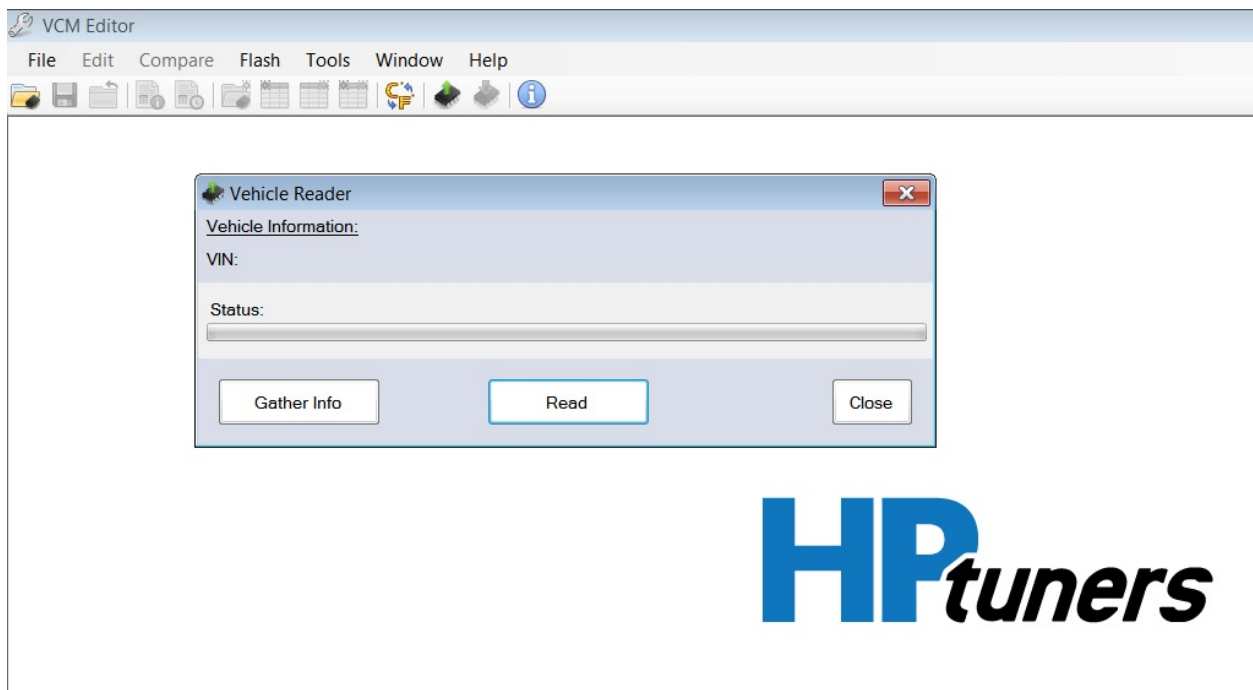 VCM Editor
File Edit Compare Flash Tools Window Help
Vehicle Reader
Vehicle Information:
VIN:
Status:
Gather Info Read Close
HPtuners